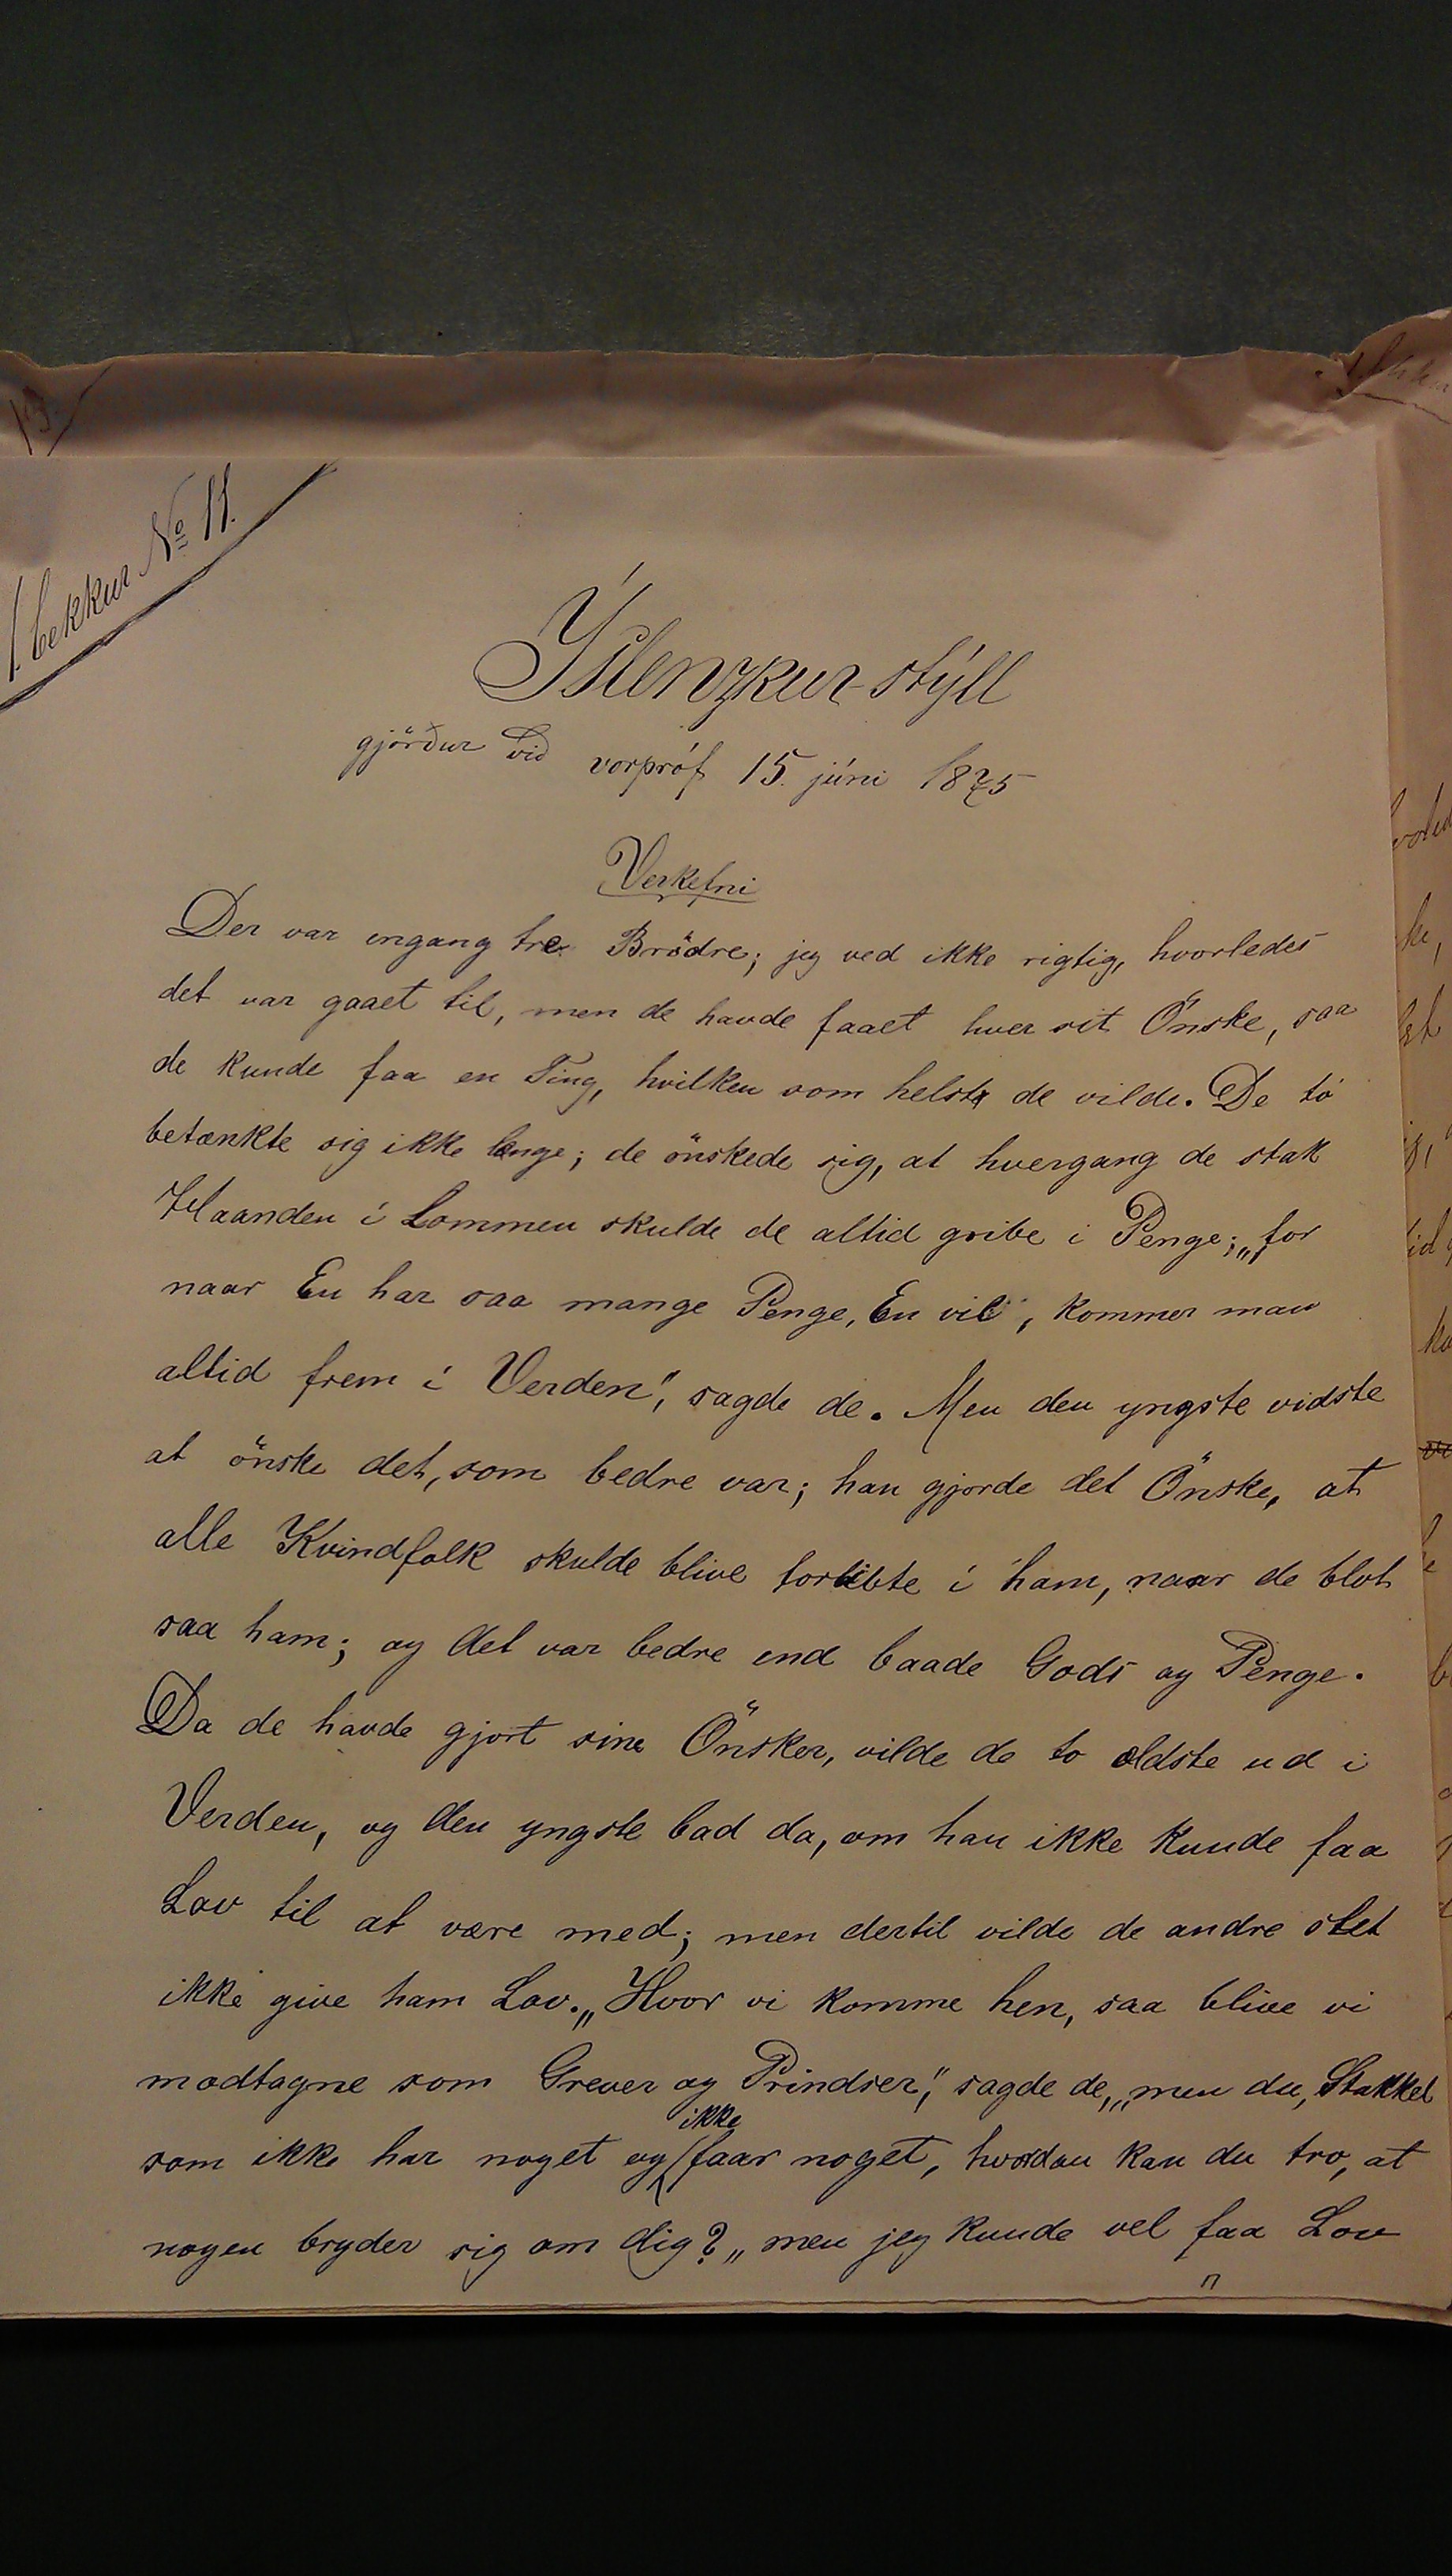 1. bekkur No 11.
Íslenzkur-stýll
gjörður við vorpróf 15. júni 1875
Verkefni
Der var engang tre Brödre; jeg ved ikke rigtig, hvorledes
det var gaaet til, men de havde faaet hver sit Önske, saa
de kunde faa en Ting, hvilken som helst de vilde. De to
betænkte sig ikke længe; de önskede sig, at hvergang de stak
Haanden i Lommen skulde de altid gribe i Penge; „for
naar En har saa mange Penge, En vil", kommer man
altid frem i Verden", sagde de. Men den yngste vidste
at önske det, som bedre var; han gjorde det Önske, at
alle Kvindfolk skulde blive forlibte i ham, naar de blot
saa ham; og det var bedre end baade Gods og Penge.
Da de havde gjort sine Önsker, vilde de to ældste ud i
Verden, og den yngste bad da, om han ikke kunde faa
Lov til at være med; men dertil vilde de andre slet
ikke give ham Lov. „Hvor vi komme hen, saa blive vi
modtagne som Grever og Prindser," sagde de, „men du, Stakkel
som ikke har noget og ikke faar noget, hvordan kan du tro, at
nogen bryder sig om dig? „men jeg kunde vel faa Lov